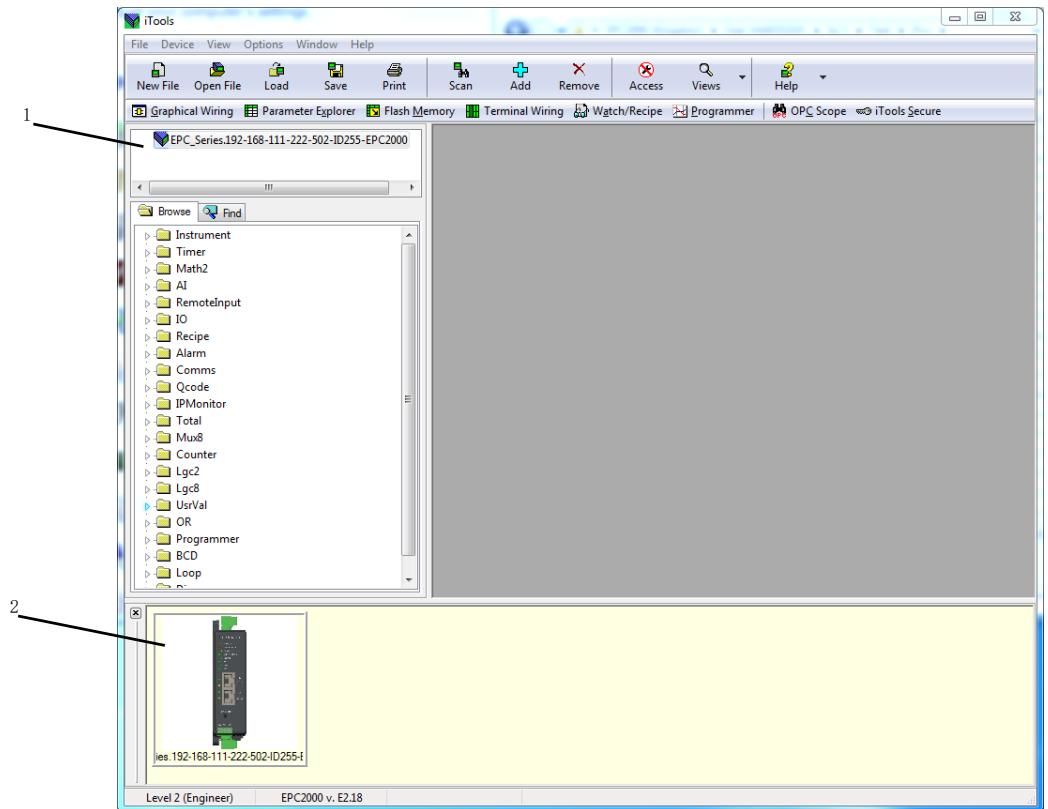 iTools
File Device View Options Window Help
New File Open File Load Save Print Scan Add Remove Access Views Help
Graphical Wiring Parameter Explorer Flash Memory Terminal Wiring Watch/Recipe Programmer OPC Scope iTools Secure
1
EPC_Series.192-168-111-222-502-ID255-EPC2000
Browse Find
Instrument
Timer
Math2
AI
RemoteInput
IO
Recipe
Alarm
Comms
Qcode
IPMonitor
Total
Mux8
Counter
Lgc2
Lgc8
UsrVal
OR
Programmer
BCD
Loop
2
ies.192-168-111-222-502-ID255-E
Level 2 (Engineer) EPC2000 v. E2.18